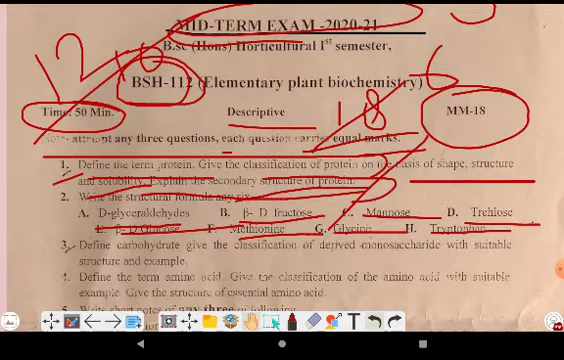 MID-TERM EXAM -2020-21
B.Sc (Hons) Horticultural Ist semester,
BSH-112 (Elementary plant biochemistry)
Time: 50 Min. Descriptive MM-18
attempt any three questions, each question carries equal marks.
1. Define the term protein. Give the classification of protein on the basis of shape, structure
and solubility. Explain the secondary structure of protein.
2. Write the structural formula any six
A. D-glyceraldehydes B. β- D fructose C. Mannose D. Trehlose
E. β- D Glucose F. Methionine G. Glycine H. Tryptophan
3. Define carbohydrate give the classification of derived monosaccharide with suitable
structure and example.
4. Define the term amino acid. Give the classification of the amino acid with suitable
example. Give the structure of essential amino acid.
5. Write short notes of any three of following
12
18
6